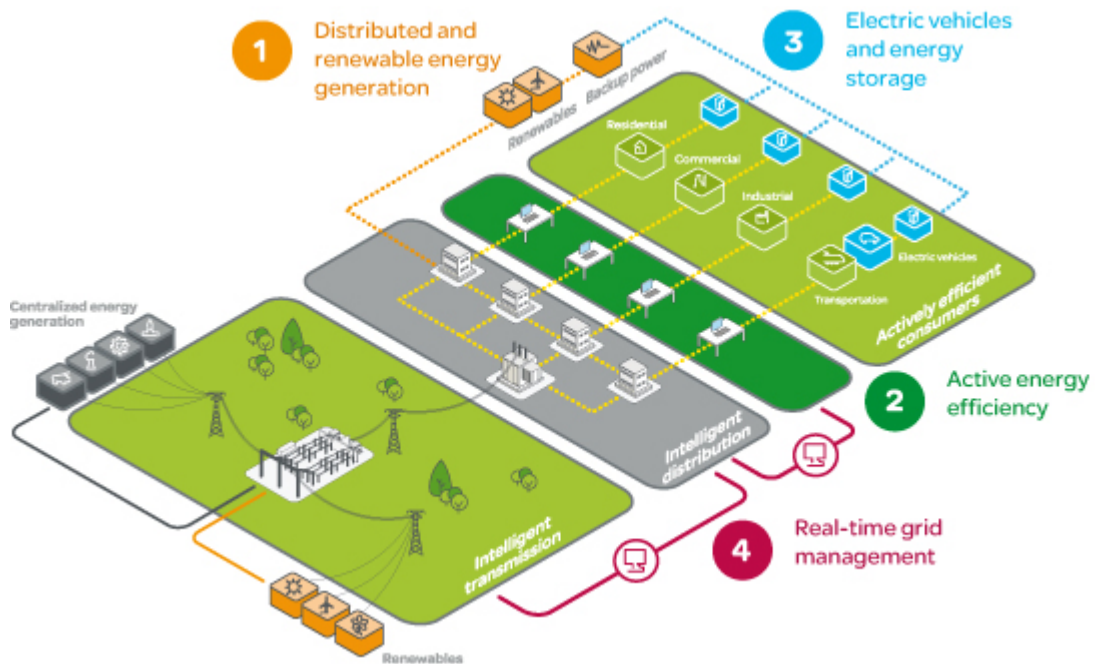 1
Distributed and
renewable energy
generation
3
Electric vehicles
and energy
storage
Backup power
Renewables
Residential
Commercial
Industrial
Electric vehicles
Transportation
Actively efficient
consumers
Centralized energy
generation
2
Active energy
efficiency
Intelligent
distribution
4
Real-time grid
management
Intelligent
transmission
Renewables